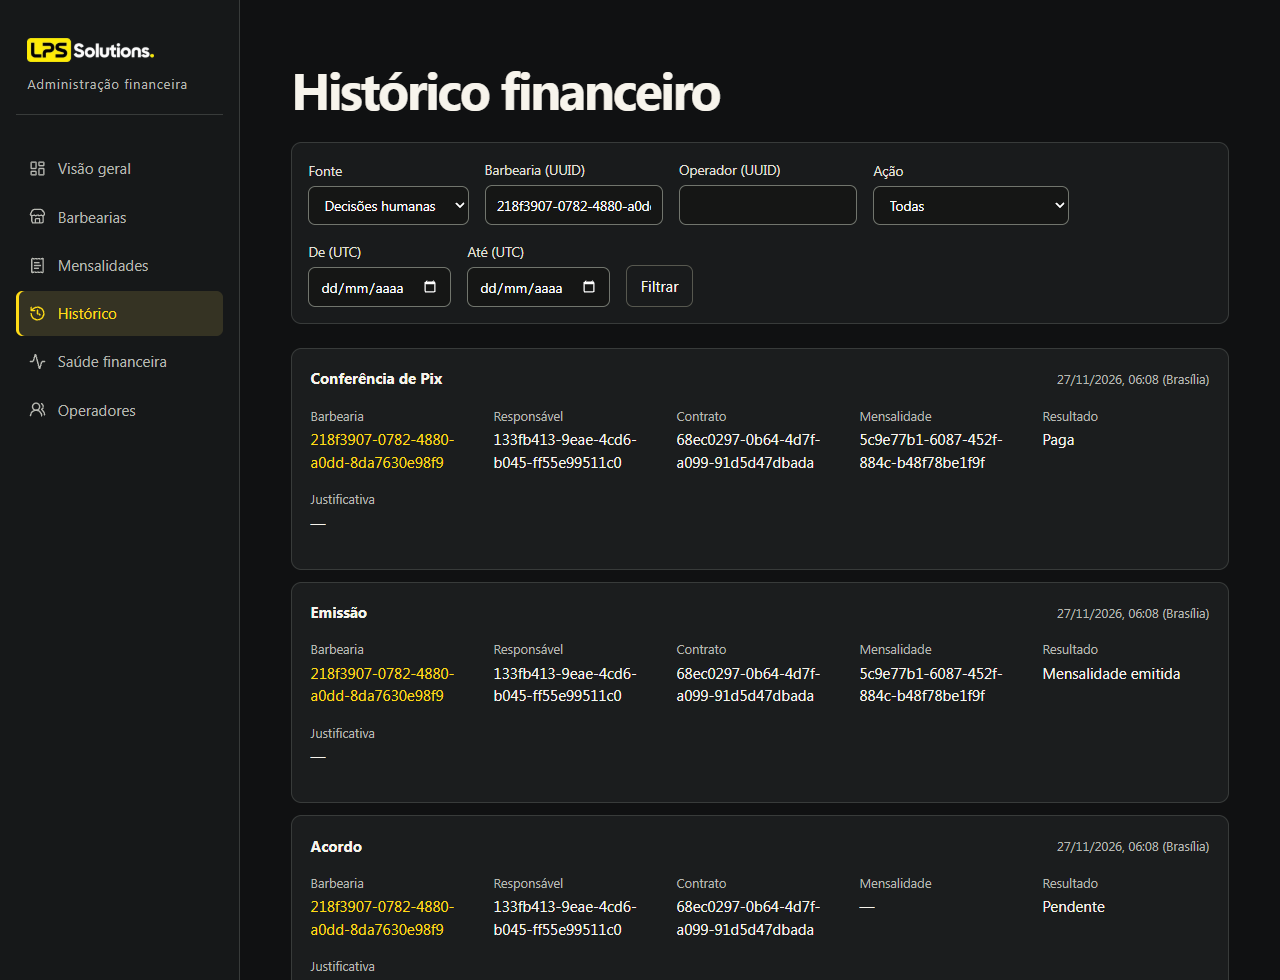 LPS Solutions.
Administração financeira
Visão geral
Barbearias
Mensalidades
Histórico
Saúde financeira
Operadores
Histórico financeiro
Fonte
Barbearia (UUID)
Operador (UUID)
Ação
Decisões humanas
218f3907-0782-4880-a0d
Todas
De (UTC)
Até (UTC)
dd/mm/aaaa
dd/mm/aaaa
Filtrar
Conferência de Pix
27/11/2026, 06:08 (Brasília)
Barbearia
Responsável
Contrato
Mensalidade
Resultado
218f3907-0782-4880-
a0dd-8da7630e98f9
133fb413-9eae-4cd6-
b045-ff55e99511c0
68ec0297-0b64-4d7f-
a099-91d5d47dbada
5c9e77b1-6087-452f-
884c-b48f78be1f9f
Paga
Justificativa
—
Emissão
27/11/2026, 06:08 (Brasília)
Barbearia
Responsável
Contrato
Mensalidade
Resultado
218f3907-0782-4880-
a0dd-8da7630e98f9
133fb413-9eae-4cd6-
b045-ff55e99511c0
68ec0297-0b64-4d7f-
a099-91d5d47dbada
5c9e77b1-6087-452f-
884c-b48f78be1f9f
Mensalidade emitida
Justificativa
—
Acordo
27/11/2026, 06:08 (Brasília)
Barbearia
Responsável
Contrato
Mensalidade
Resultado
218f3907-0782-4880-
a0dd-8da7630e98f9
133fb413-9eae-4cd6-
b045-ff55e99511c0
68ec0297-0b64-4d7f-
a099-91d5d47dbada
—
Pendente
Justificativa